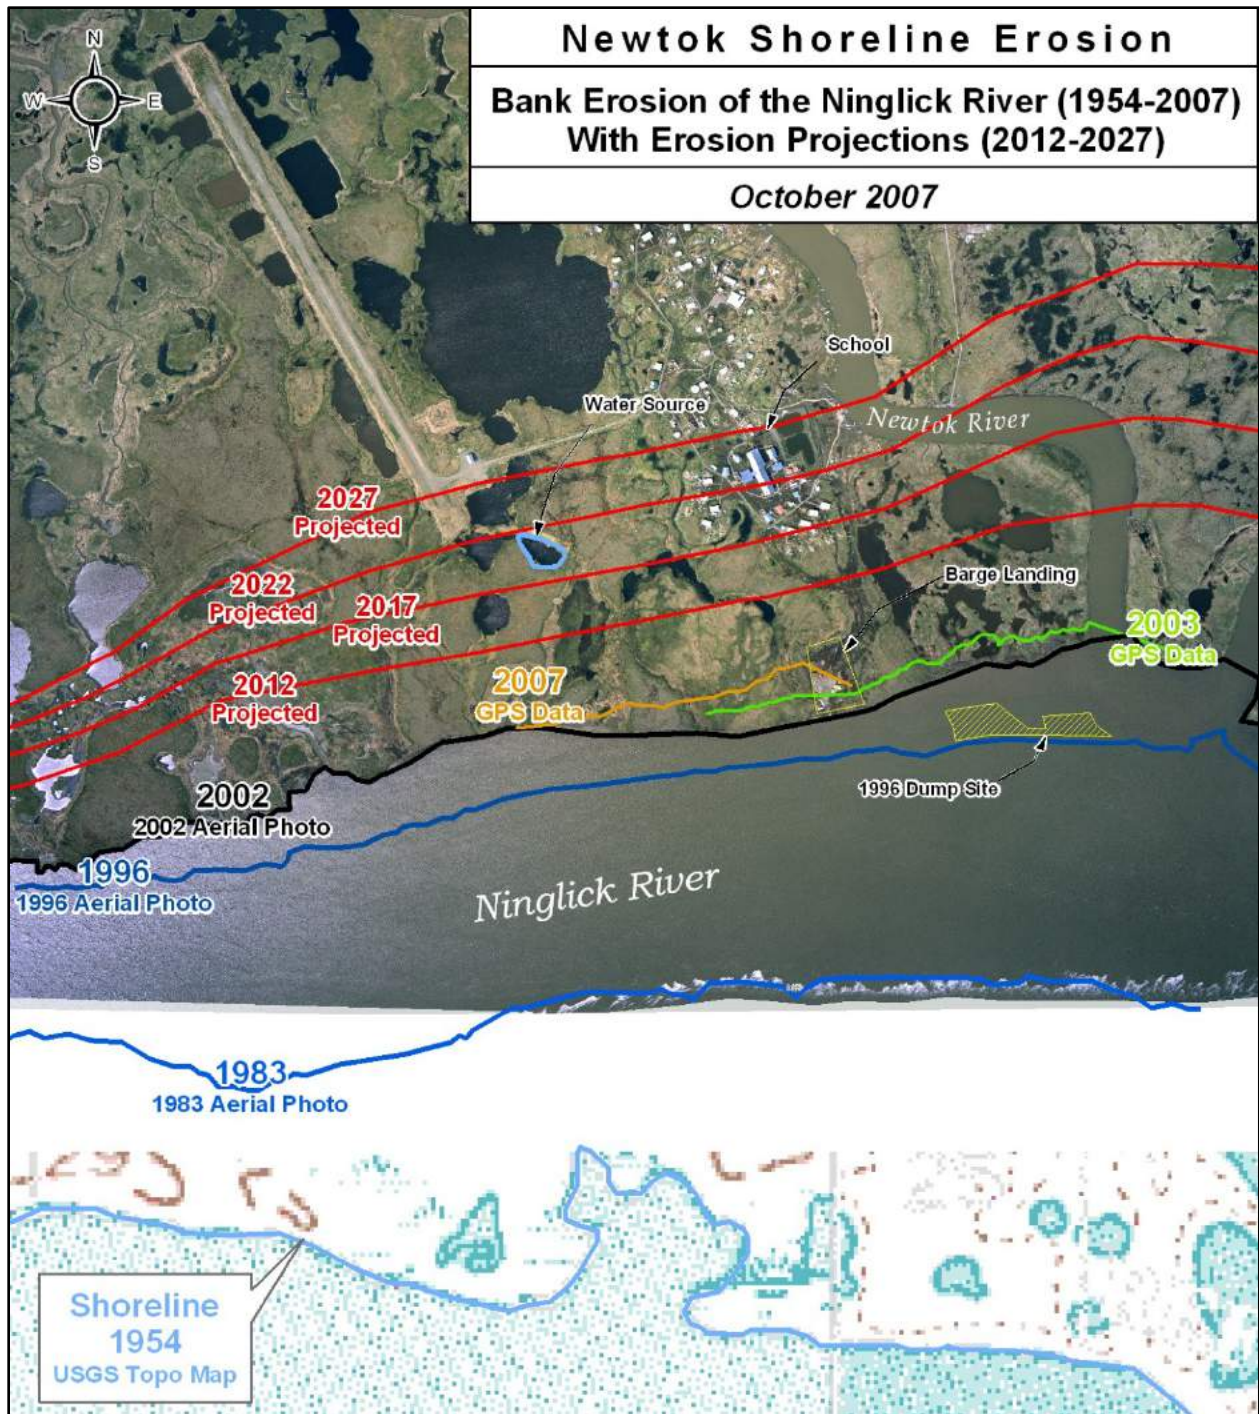 Newtok Shoreline Erosion
Bank Erosion of the Ninglick River (1954-2007)
With Erosion Projections (2012-2027)
October 2007
N
W
E
S
School
Water Source
Newtok River
2027
Projected
2022
Projected
2017
Projected
Barge Landing
2003
GPS Data
2012
Projected
2007
GPS Data
1996 Dump Site
2002
2002 Aerial Photo
1996
1996 Aerial Photo
Ninglick River
1983
1983 Aerial Photo
Shoreline
1954
USGS Topo Map